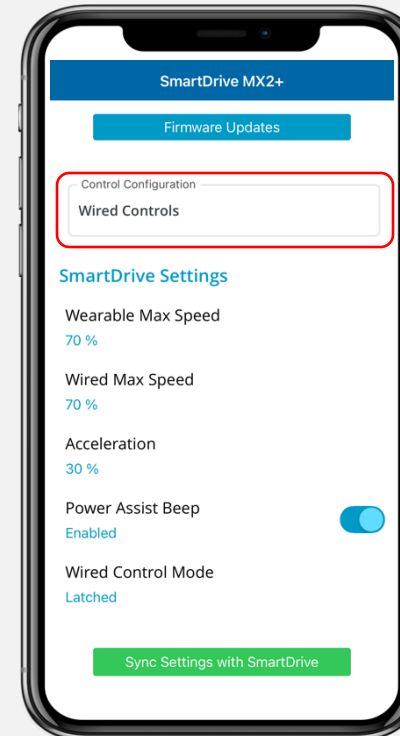 SmartDrive MX2+
Firmware Updates
Control Configuration
Wired Controls
SmartDrive Settings
Wearable Max Speed
70 %
Wired Max Speed
70 %
Acceleration
30 %
Power Assist Beep
Enabled
Wired Control Mode
Latched
Sync Settings with SmartDrive